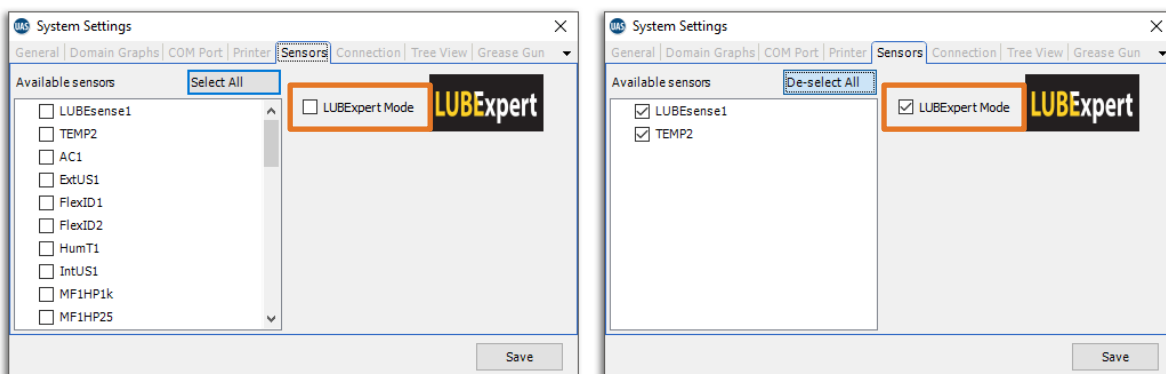 UAS System Settings
General Domain Graphs COM Port Printer Sensors Connection Tree View Grease Gun
Available sensors Select All
LUBExpert Mode LUBExpert
LUBEsense1
TEMP2
AC1
ExtUS1
FlexID1
FlexID2
HumT1
IntUS1
MF1HP1k
MF1HP25
Save
UAS System Settings
General Domain Graphs COM Port Printer Sensors Connection Tree View Grease Gun
Available sensors De-select All
LUBExpert Mode LUBExpert
LUBEsense1
TEMP2
Save